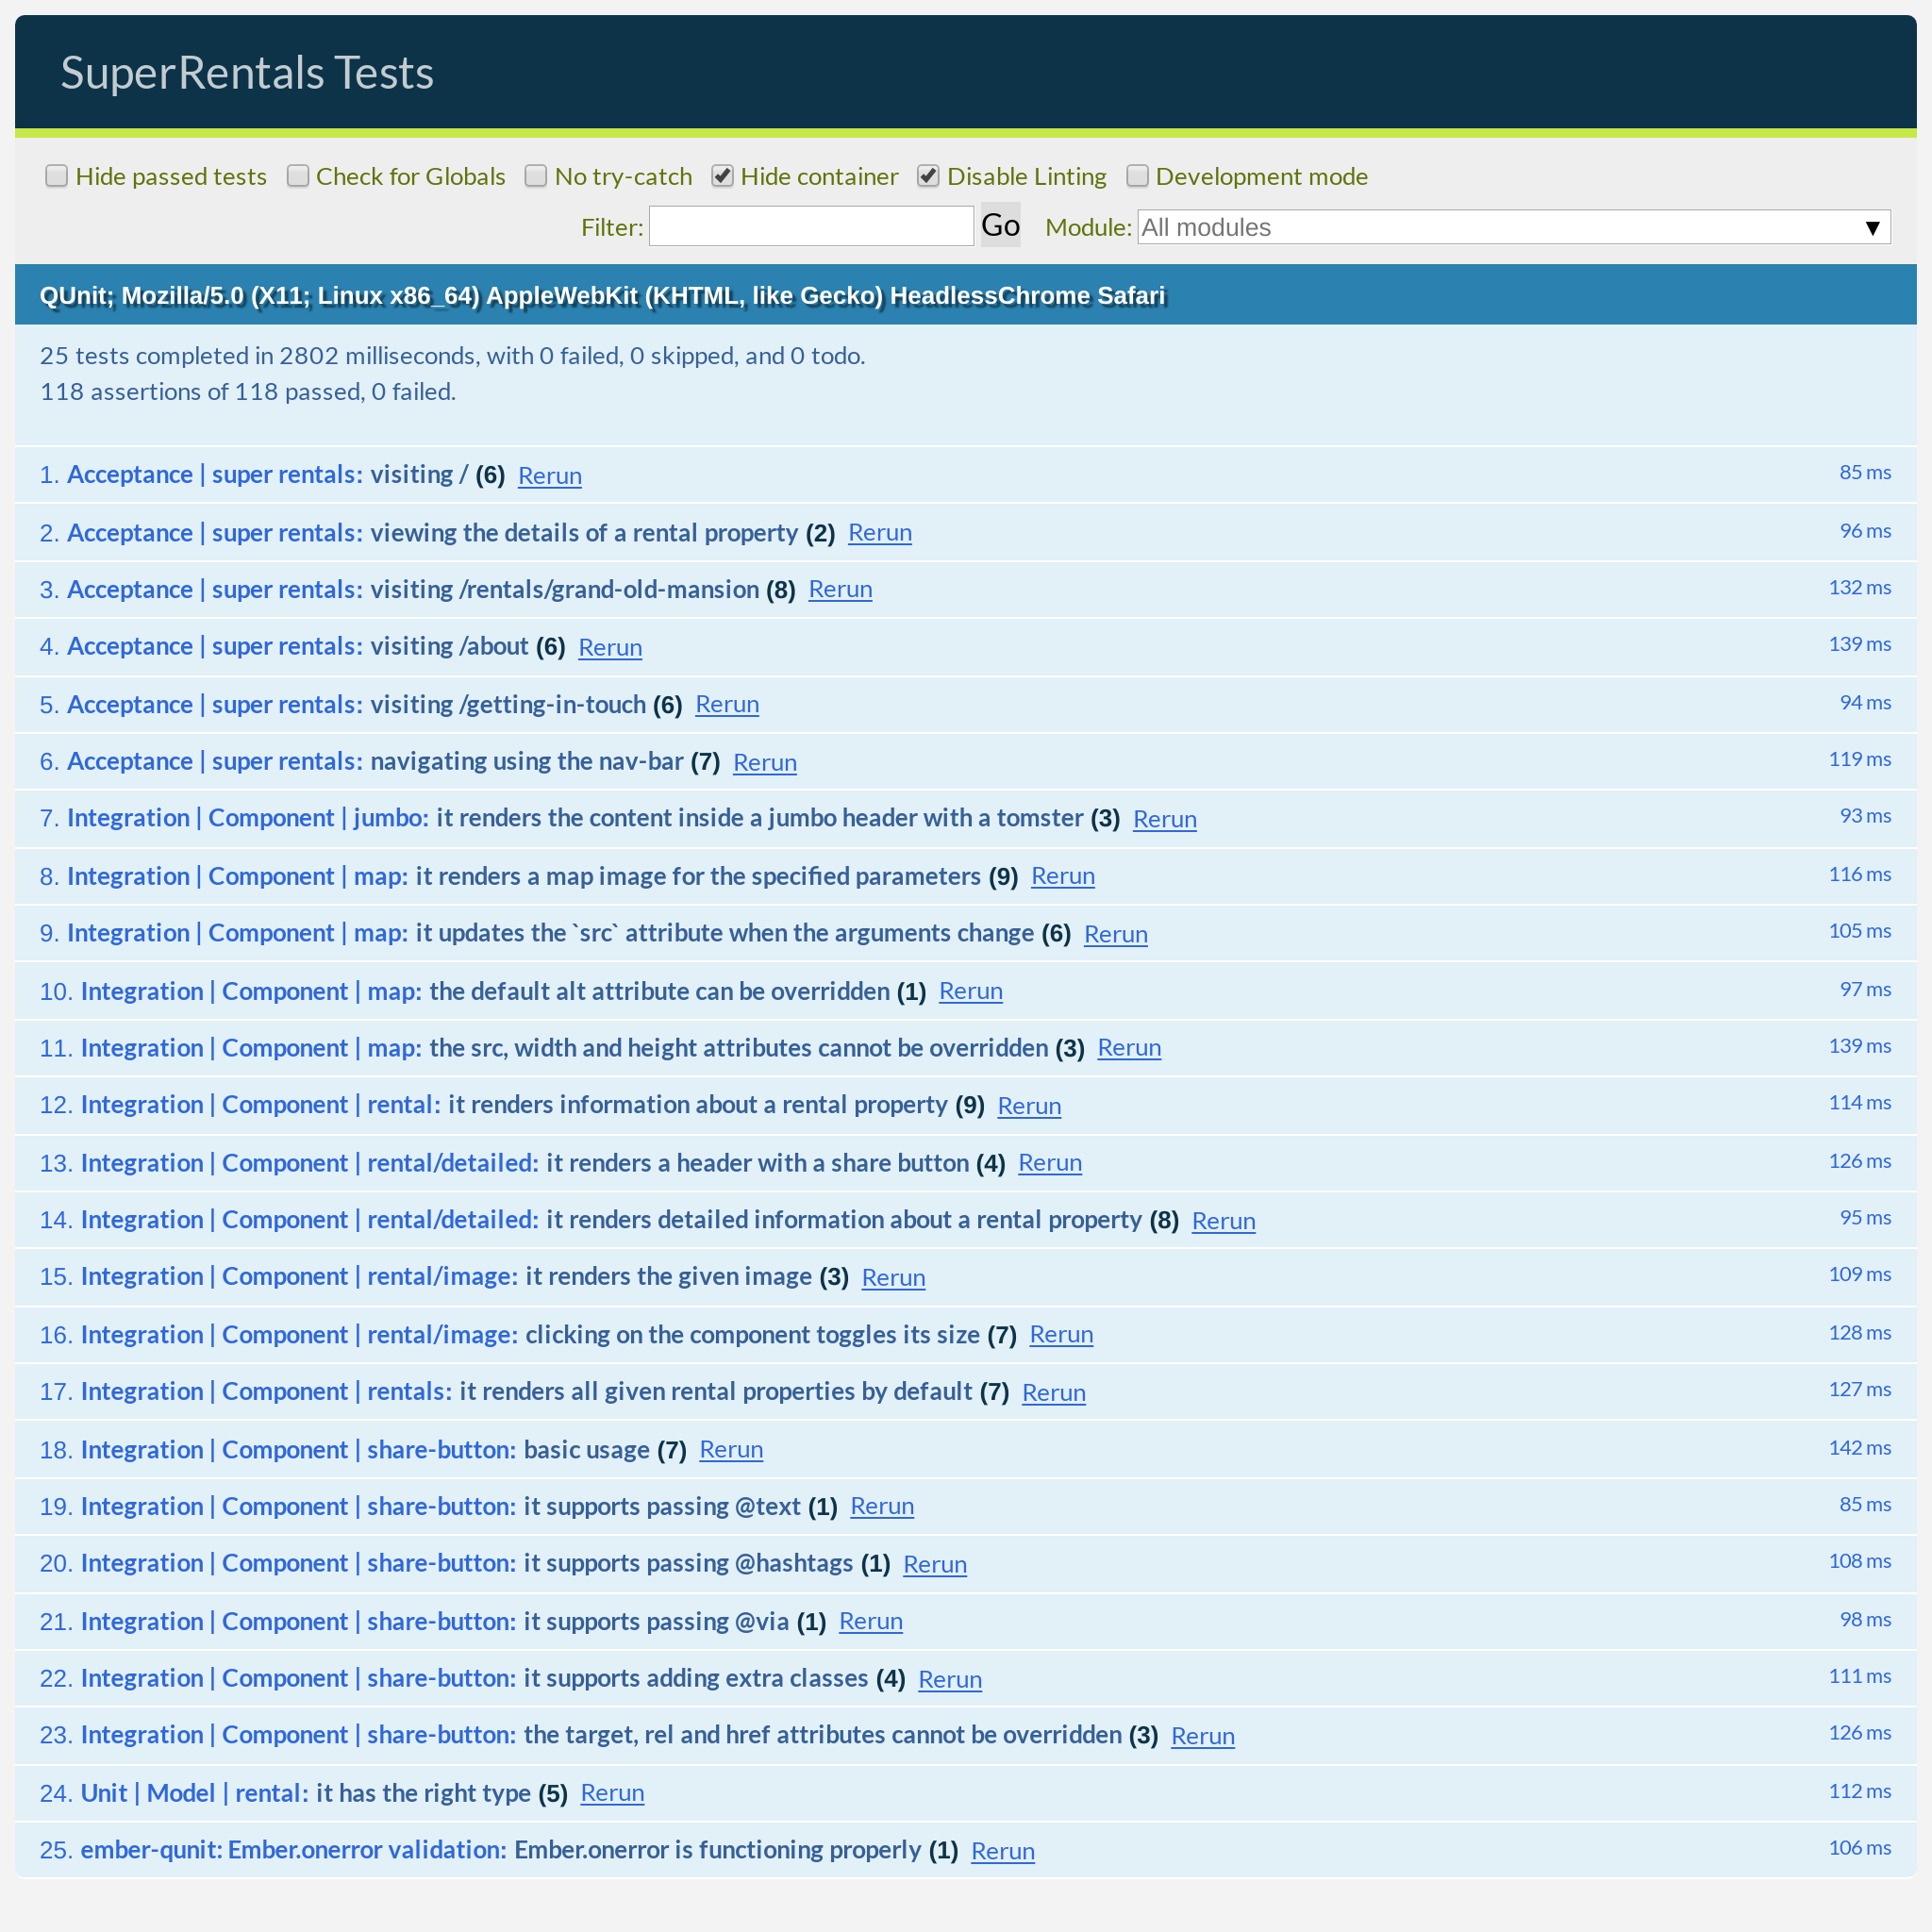 SuperRentals Tests
Hide passed tests Check for Globals No try-catch Hide container Disable Linting Development mode
Filter: Go Module: All modules ▼
QUnit; Mozilla/5.0 (X11; Linux x86_64) AppleWebKit (KHTML, like Gecko) HeadlessChrome Safari
25 tests completed in 2802 milliseconds, with 0 failed, 0 skipped, and 0 todo.
118 assertions of 118 passed, 0 failed.
1. Acceptance | super rentals: visiting / (6) Rerun 85 ms
2. Acceptance | super rentals: viewing the details of a rental property (2) Rerun 96 ms
3. Acceptance | super rentals: visiting /rentals/grand-old-mansion (8) Rerun 132 ms
4. Acceptance | super rentals: visiting /about (6) Rerun 139 ms
5. Acceptance | super rentals: visiting /getting-in-touch (6) Rerun 94 ms
6. Acceptance | super rentals: navigating using the nav-bar (7) Rerun 119 ms
7. Integration | Component | jumbo: it renders the content inside a jumbo header with a tomster (3) Rerun 93 ms
8. Integration | Component | map: it renders a map image for the specified parameters (9) Rerun 116 ms
9. Integration | Component | map: it updates the `src` attribute when the arguments change (6) Rerun 105 ms
10. Integration | Component | map: the default alt attribute can be overridden (1) Rerun 97 ms
11. Integration | Component | map: the src, width and height attributes cannot be overridden (3) Rerun 139 ms
12. Integration | Component | rental: it renders information about a rental property (9) Rerun 114 ms
13. Integration | Component | rental/detailed: it renders a header with a share button (4) Rerun 126 ms
14. Integration | Component | rental/detailed: it renders detailed information about a rental property (8) Rerun 95 ms
15. Integration | Component | rental/image: it renders the given image (3) Rerun 109 ms
16. Integration | Component | rental/image: clicking on the component toggles its size (7) Rerun 128 ms
17. Integration | Component | rentals: it renders all given rental properties by default (7) Rerun 127 ms
18. Integration | Component | share-button: basic usage (7) Rerun 142 ms
19. Integration | Component | share-button: it supports passing @text (1) Rerun 85 ms
20. Integration | Component | share-button: it supports passing @hashtags (1) Rerun 108 ms
21. Integration | Component | share-button: it supports passing @via (1) Rerun 98 ms
22. Integration | Component | share-button: it supports adding extra classes (4) Rerun 111 ms
23. Integration | Component | share-button: the target, rel and href attributes cannot be overridden (3) Rerun 126 ms
24. Unit | Model | rental: it has the right type (5) Rerun 112 ms
25. ember-qunit: Ember.onerror validation: Ember.onerror is functioning properly (1) Rerun 106 ms